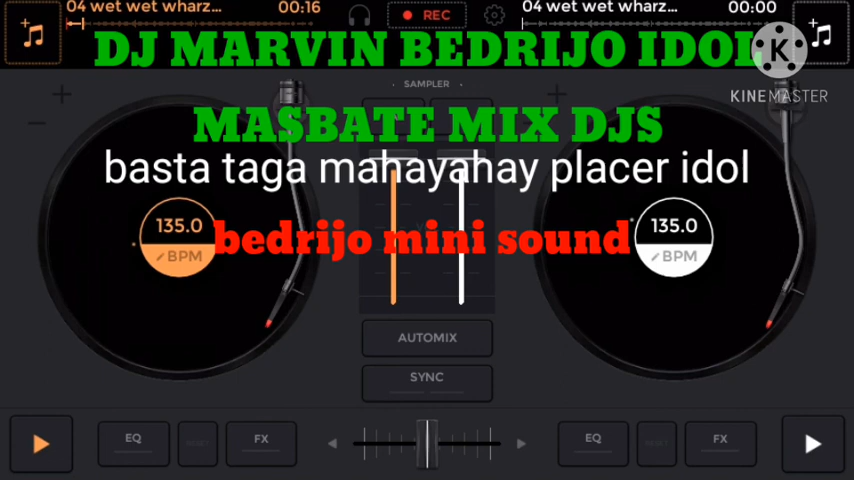 04 wet wet wharz...
00:16
REC
04 wet wet wharz...
00:00
DJ MARVIN BEDRIJO IDOL
K
KINEMASTER
SAMPLER
MASBATE MIX DJS
basta taga mahayahay placer idol
135.0
BPM
bedrijo mini sound
135.0
BPM
AUTOMIX
SYNC
EQ
RESET
FX
EQ
RESET
FX